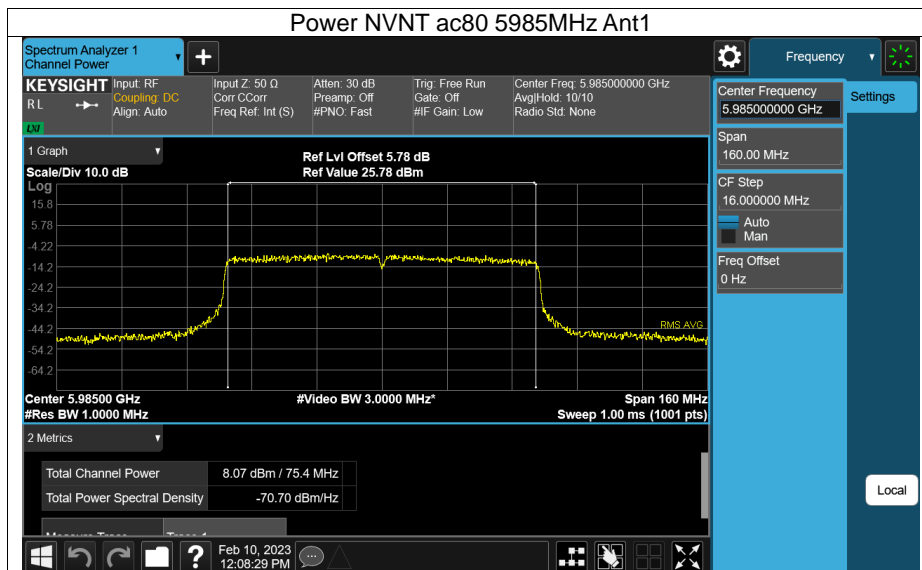 Power NVNT ac80 5985MHz Ant1
Spectrum Analyzer 1
Channel Power
+
Frequency
KEYSIGHT
RL
LXI
Input: RF
Coupling: DC
Align: Auto
Input Z: 50 Ω
Corr CCorr
Freq Ref: Int (S)
Atten: 30 dB
Preamp: Off
#PNO: Fast
Trig: Free Run
Gate: Off
#IF Gain: Low
Center Freq: 5.985000000 GHz
Avg|Hold: 10/10
Radio Std: None
Center Frequency
5.985000000 GHz
Settings
Span
160.00 MHz
CF Step
16.000000 MHz
Auto
Man
Freq Offset
0 Hz
1 Graph
Scale/Div 10.0 dB
Ref Lvl Offset 5.78 dB
Ref Value 25.78 dBm
Log
15.8
5.78
-4.22
-14.2
-24.2
-34.2
-44.2
-54.2
-64.2
RMS AVG
Center 5.98500 GHz
#Video BW 3.0000 MHz*
Span 160 MHz
#Res BW 1.0000 MHz
Sweep 1.00 ms (1001 pts)
2 Metrics
Total Channel Power 8.07 dBm / 75.4 MHz
Total Power Spectral Density -70.70 dBm/Hz
Local
?
Feb 10, 2023
12:08:29 PM